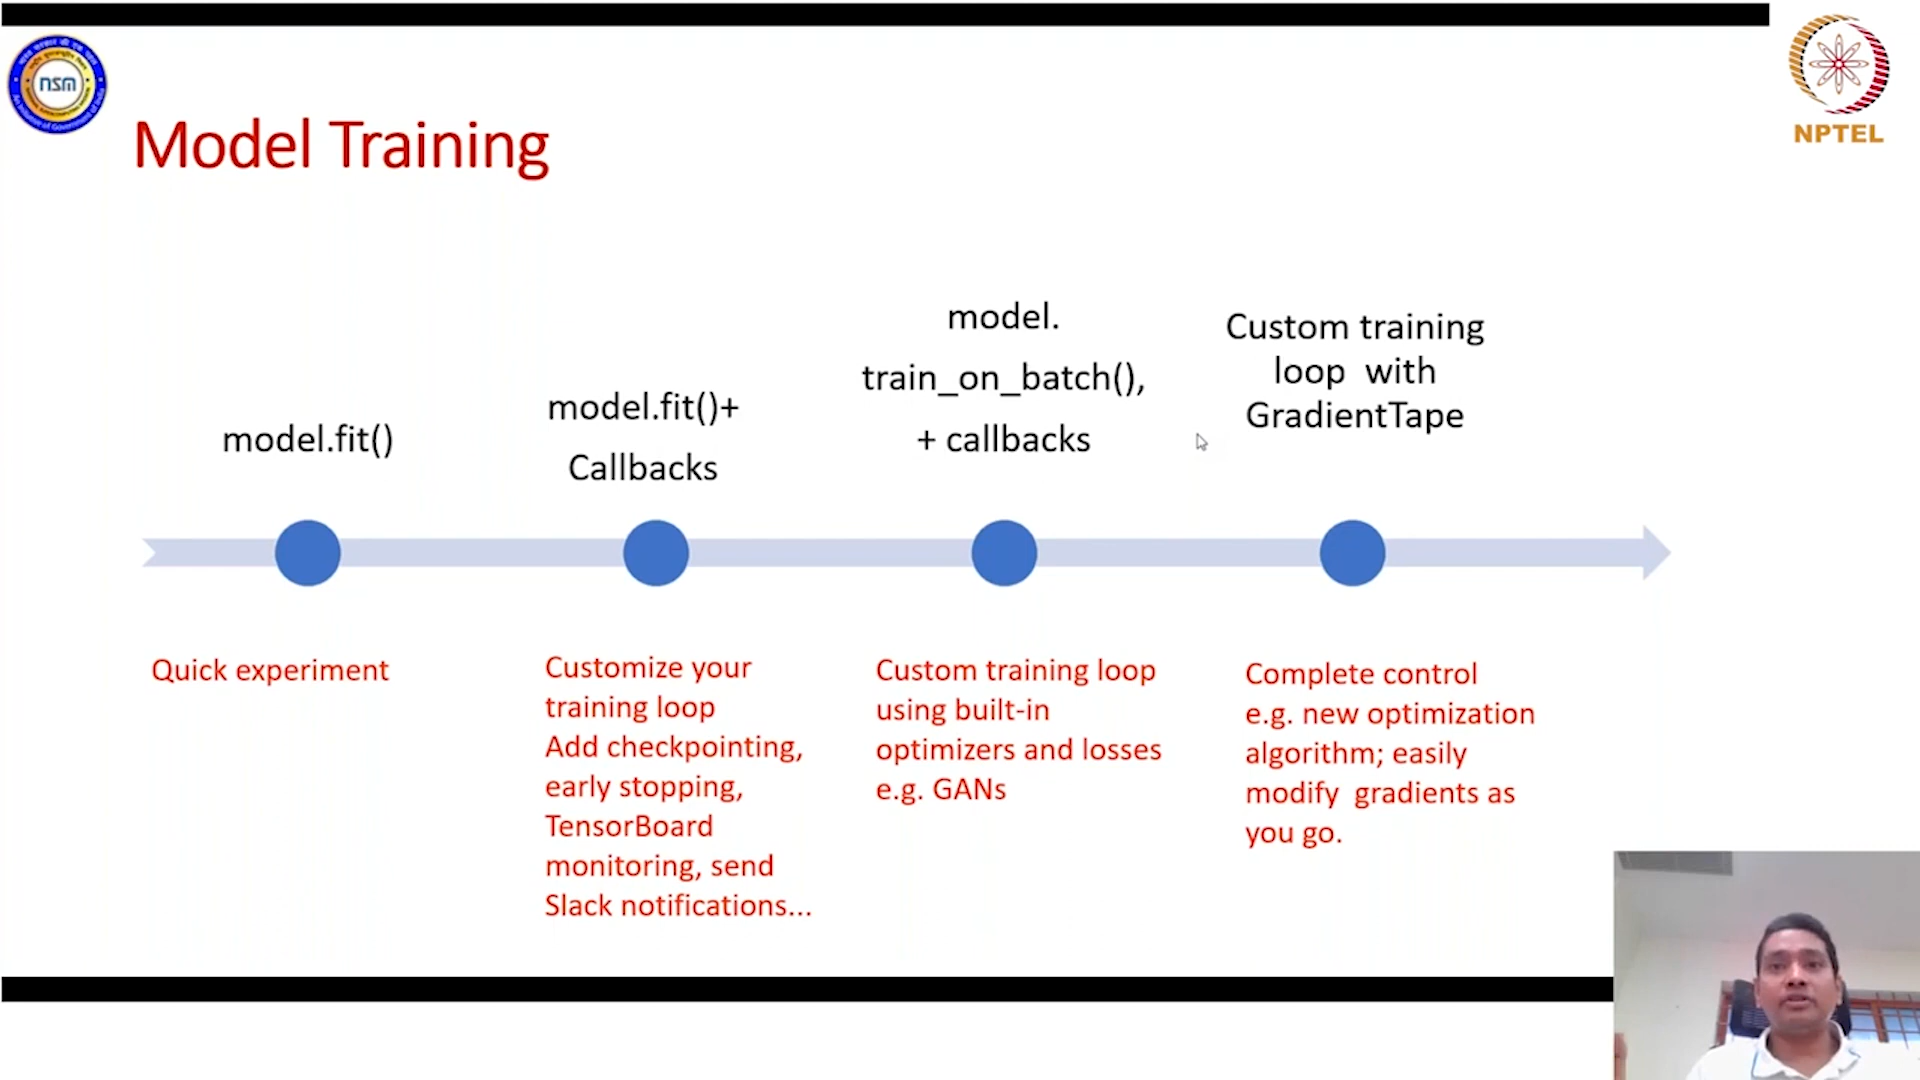 nsm
NPTEL
Model Training
model.fit()
model.fit()+
Callbacks
model.
train_on_batch(),
+ callbacks
Custom training
loop with
GradientTape
Quick experiment
Customize your
training loop
Add checkpointing,
early stopping,
TensorBoard
monitoring, send
Slack notifications...
Custom training loop
using built-in
optimizers and losses
e.g. GANs
Complete control
e.g. new optimization
algorithm; easily
modify gradients as
you go.